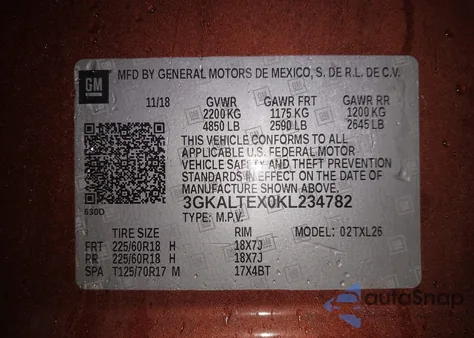 GM
MFD BY GENERAL MOTORS DE MEXICO, S. DE R.L. DE C.V.
11/18 GVWR GAWR FRT GAWR RR
2200 KG 1175 KG 1200 KG
4850 LB 2590 LB 2645 LB
THIS VEHICLE CONFORMS TO ALL
APPLICABLE U.S. FEDERAL MOTOR
VEHICLE SAFETY AND THEFT PREVENTION
STANDARDS IN EFFECT ON THE DATE OF
MANUFACTURE SHOWN ABOVE.
630D
3GKALTEX0KL234782
TYPE: M.P.V.
TIRE SIZE RIM MODEL: 02TXL26
FRT 225/60R18 H 18X7J
RR 225/60R18 H 18X7J
SPA T125/70R17 M 17X4BT
autoSnap